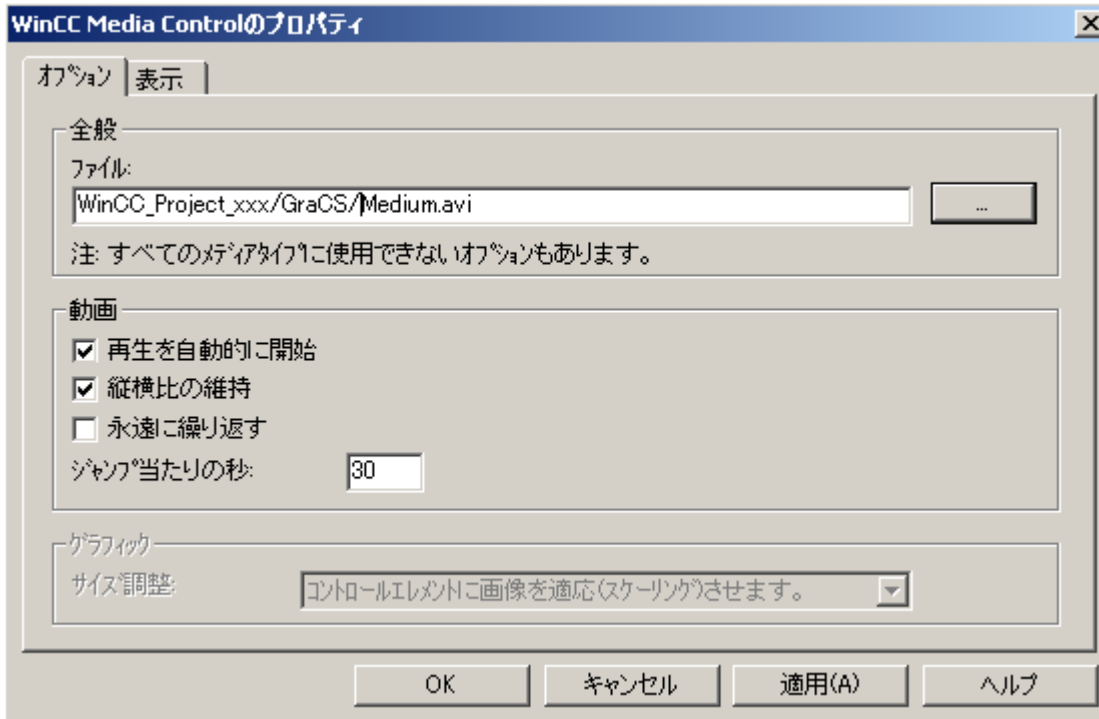 WinCC Media Controlのプロパティ
オプション 表示
全般
ファイル:
WinCC_Project_xxx/GraCS/Medium.avi ...
注: すべてのメディアタイプに使用できないオプションもあります。
動画
再生を自動的に開始
縦横比の維持
永遠に繰り返す
ジャンプ当たりの秒: 30
グラフィック
サイズ調整: コントロールエレメントに画像を適応(スケーリング)させます。
OK キャンセル 適用(A) ヘルプ